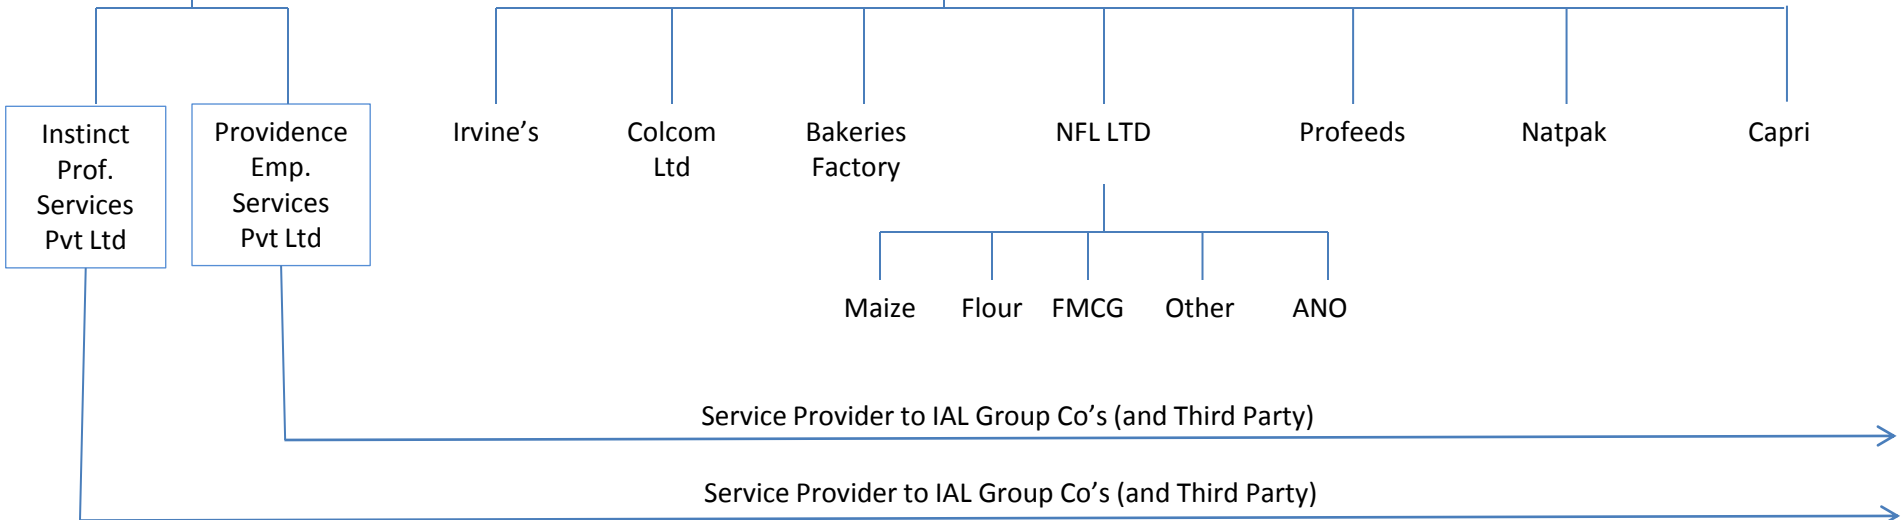 Instinct
Prof.
Services
Pvt Ltd
Providence
Emp.
Services
Pvt Ltd
Irvine’s
Colcom
Ltd
Bakeries
Factory
NFL LTD
Profeeds
Natpak
Capri
Maize
Flour
FMCG
Other
ANO
Service Provider to IAL Group Co’s (and Third Party)
Service Provider to IAL Group Co’s (and Third Party)